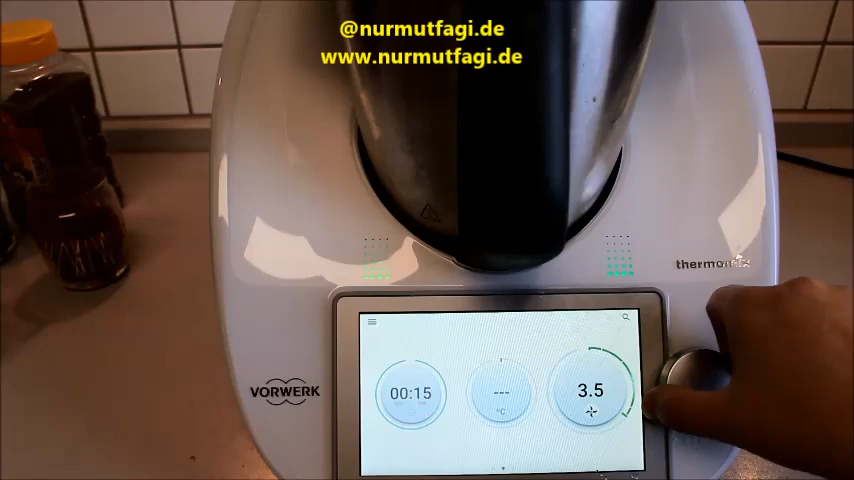 @nurmutfagi.de
www.nurmutfagi.de
thermomix
VORWERK
00:15
---
°C
3.5